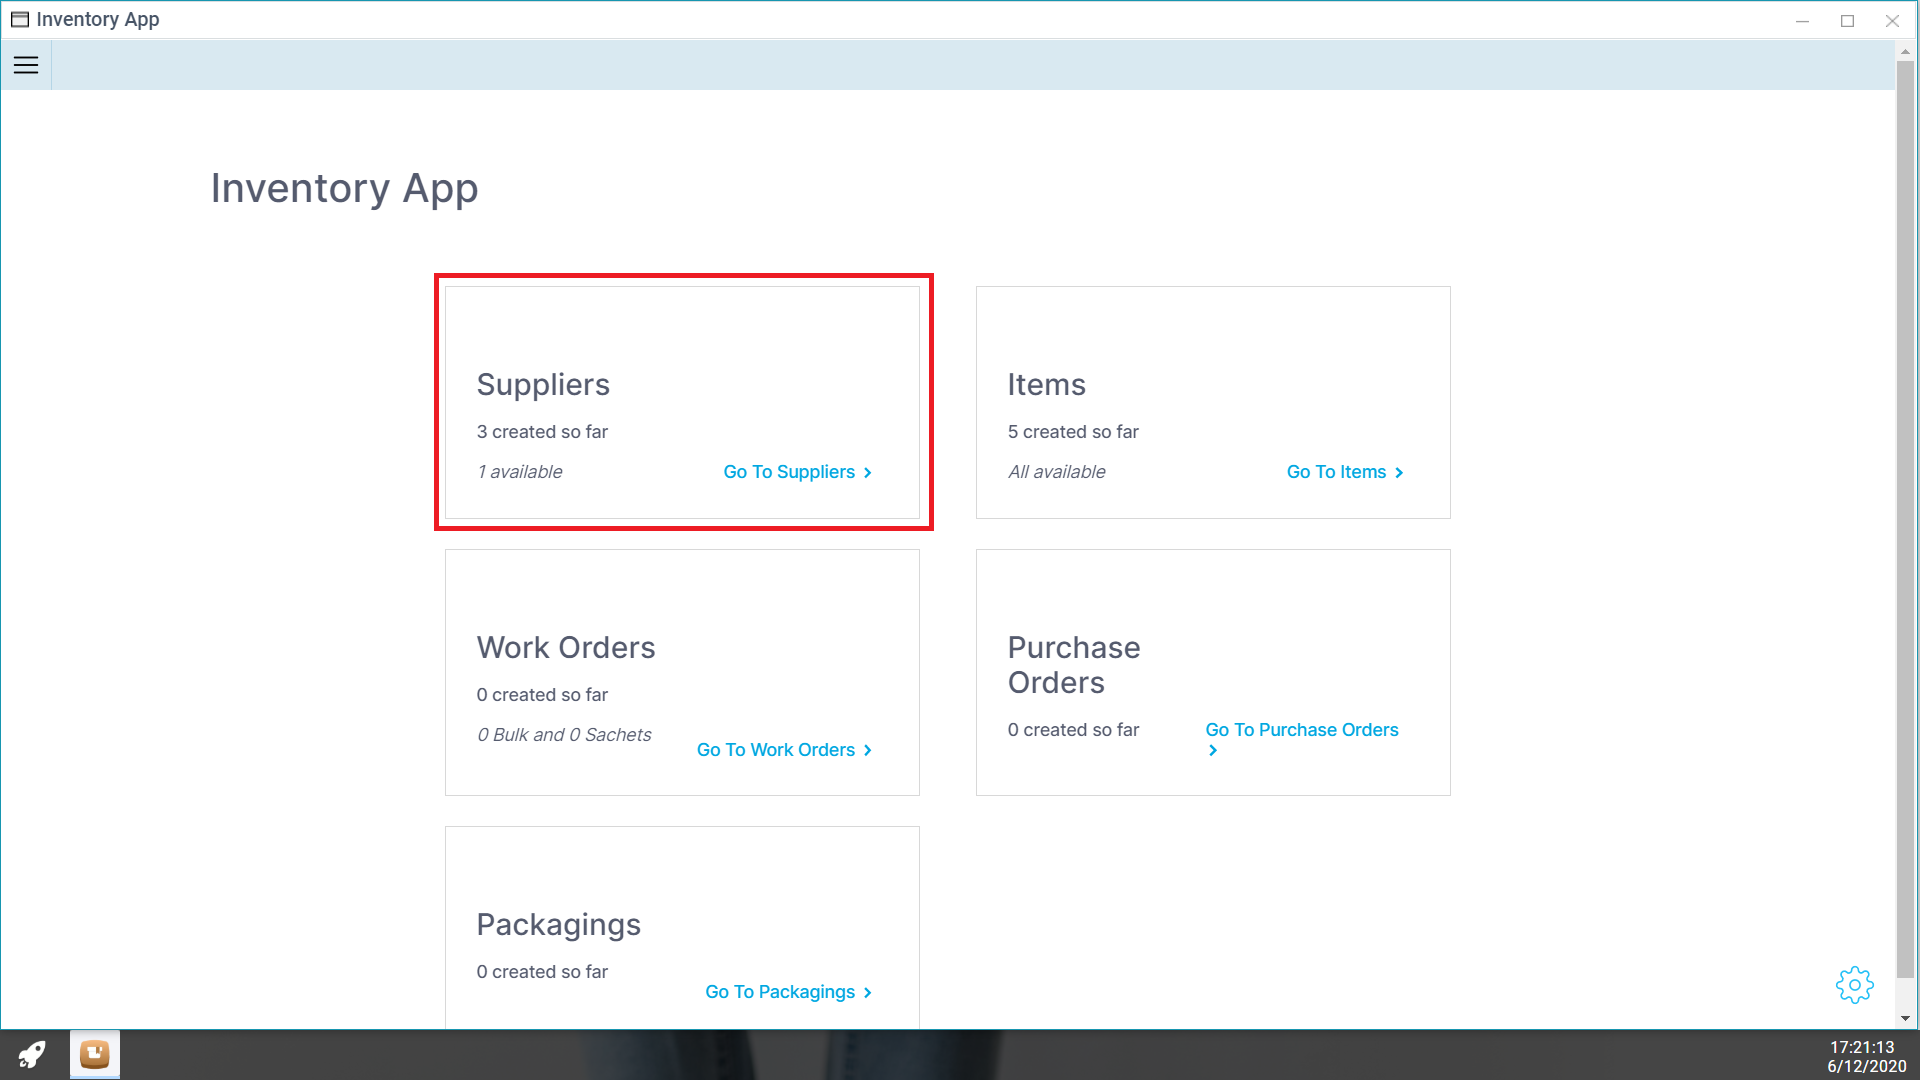 Inventory App
Inventory App
Suppliers
3 created so far
1 available
Go To Suppliers
Items
5 created so far
All available
Go To Items
Work Orders
0 created so far
0 Bulk and 0 Sachets
Go To Work Orders
Purchase
Orders
0 created so far
Go To Purchase Orders
Packagings
0 created so far
Go To Packagings
17:21:13
6/12/2020